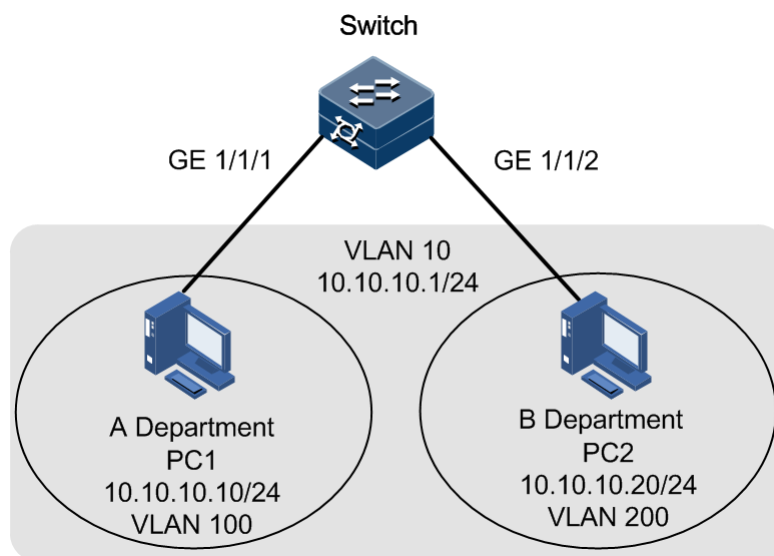 Switch
GE 1/1/1
GE 1/1/2
VLAN 10
10.10.10.1/24
A Department
PC1
10.10.10.10/24
VLAN 100
B Department
PC2
10.10.10.20/24
VLAN 200